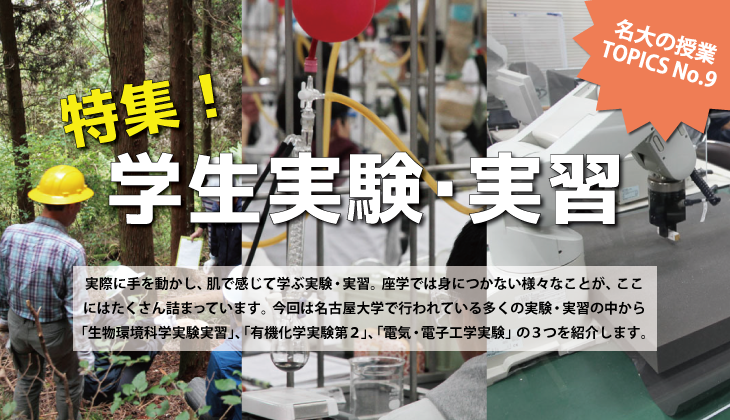 名大の授業
TOPICS No.9
特集！
学生実験・実習
実際に手を動かし、肌で感じて学ぶ実験・実習。座学では身につかない様々なことが、ここ
にはたくさん詰まっています。今回は名古屋大学で行われている多くの実験・実習の中から
「生物環境科学実験実習」、「有機化学実験第２」、「電気・電子工学実験」の３つを紹介します。